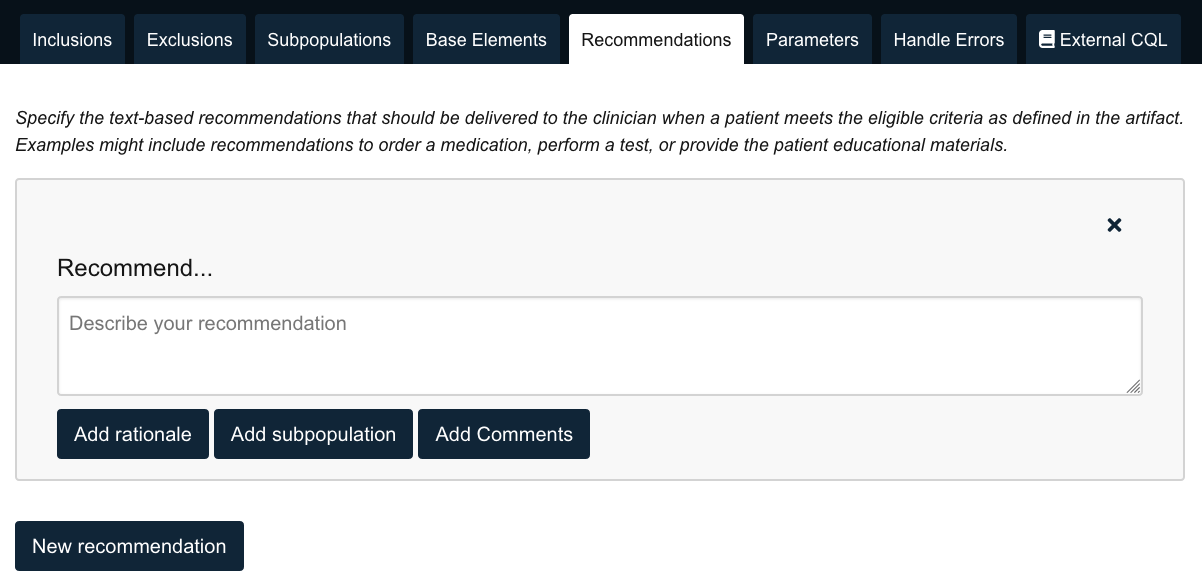 Inclusions Exclusions Subpopulations Base Elements Recommendations Parameters Handle Errors External CQL
Specify the text-based recommendations that should be delivered to the clinician when a patient meets the eligible criteria as defined in the artifact.
Examples might include recommendations to order a medication, perform a test, or provide the patient educational materials.
Recommend...
Describe your recommendation
Add rationale Add subpopulation Add Comments
New recommendation